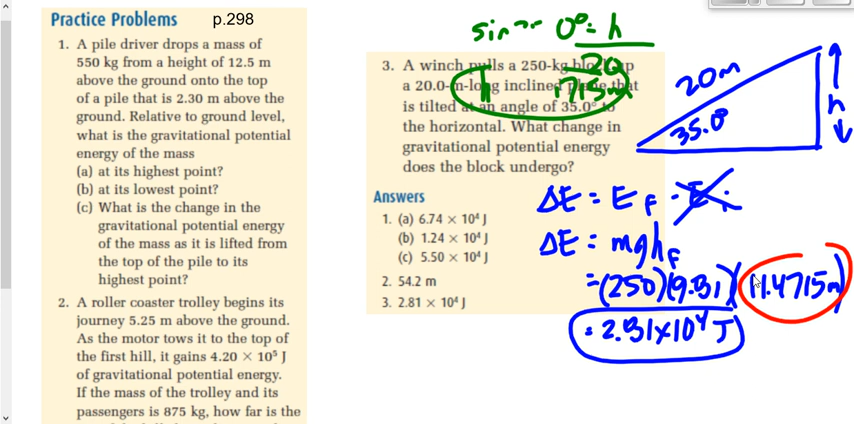 Practice Problems p.298
1. A pile driver drops a mass of
550 kg from a height of 12.5 m
above the ground onto the top
of a pile that is 2.30 m above the
ground. Relative to ground level,
what is the gravitational potential
energy of the mass
(a) at its highest point?
(b) at its lowest point?
(c) What is the change in the
gravitational potential energy
of the mass as it is lifted from
the top of the pile to its
highest point?
2. A roller coaster trolley begins its
journey 5.25 m above the ground.
As the motor tows it to the top of
the first hill, it gains 4.20 × 10⁵ J
of gravitational potential energy.
If the mass of the trolley and its
passengers is 875 kg, how far is the
sin 0° = h
20
h 1715m
3. A winch pulls a 250-kg block up
a 20.0-m-long inclined plane that
is tilted at an angle of 35.0° to
the horizontal. What change in
gravitational potential energy
does the block undergo?
Answers
1. (a) 6.74 × 10⁴ J
(b) 1.24 × 10⁴ J
(c) 5.50 × 10⁴ J
2. 54.2 m
3. 2.81 × 10⁴ J
20m
35.0°
h
ΔE = E F - E i
ΔE = mgh F
= (250)(9.81)(11.4715m)
= 2.81×10⁴ J